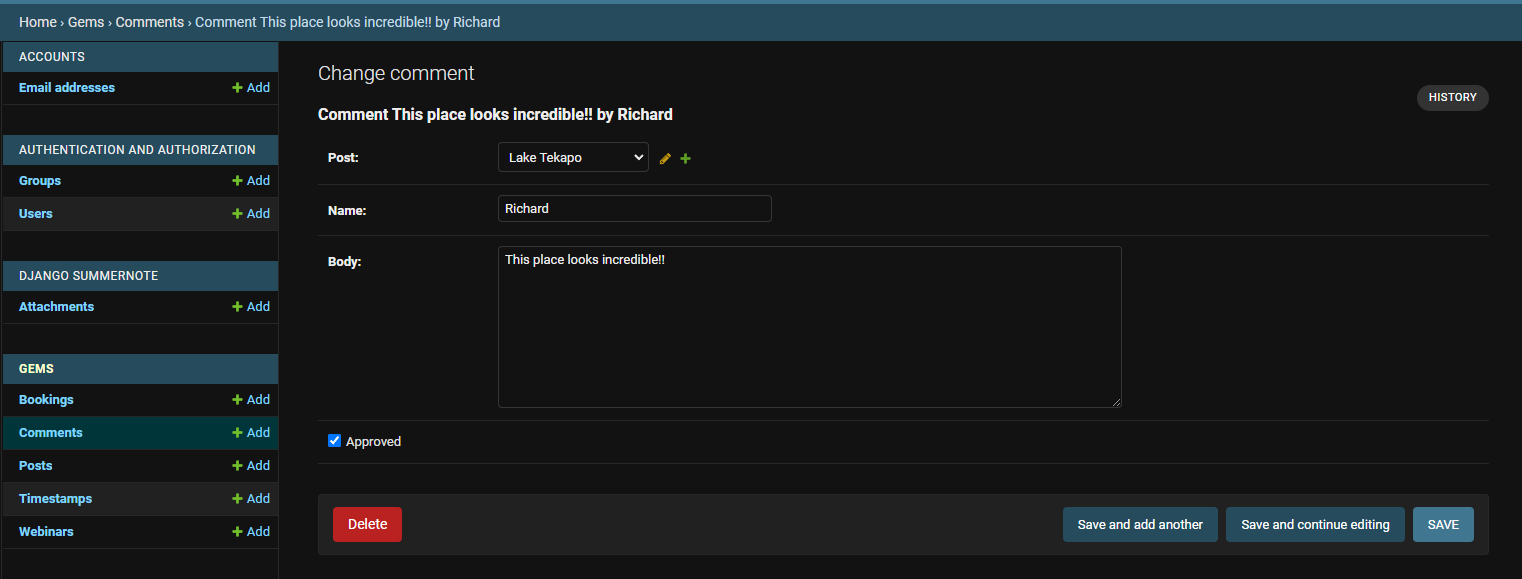 Home › Gems › Comments › Comment This place looks incredible!! by Richard
ACCOUNTS
Email addresses Add
AUTHENTICATION AND AUTHORIZATION
Groups Add
Users Add
DJANGO SUMMERNOTE
Attachments Add
GEMS
Bookings Add
Comments Add
Posts Add
Timestamps Add
Webinars Add
Change comment
HISTORY
Comment This place looks incredible!! by Richard
Post: Lake Tekapo
Name: Richard
Body: This place looks incredible!!
Approved
Delete Save and add another Save and continue editing SAVE